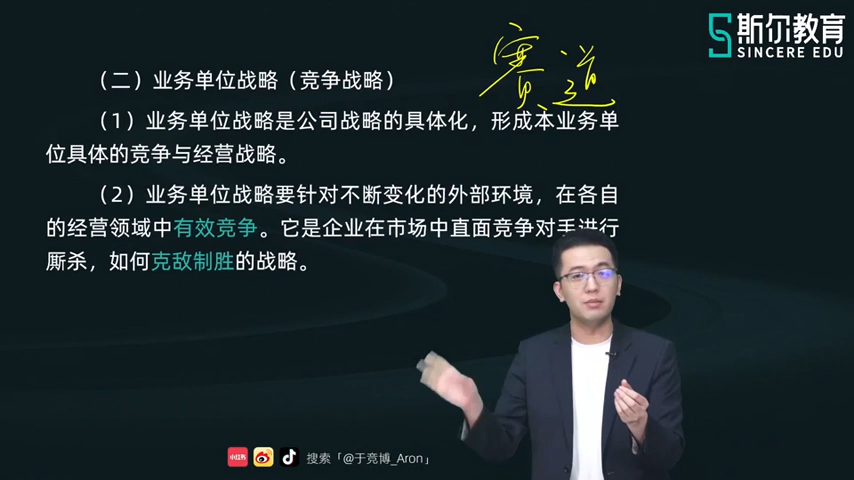 斯尔教育
SINCERE EDU
赛道
（二）业务单位战略（竞争战略）
（1）业务单位战略是公司战略的具体化，形成本业务单
位具体的竞争与经营战略。
（2）业务单位战略要针对不断变化的外部环境，在各自
的经营领域中有效竞争。它是企业在市场中直面竞争对手进行
厮杀，如何克敌制胜的战略。
小红书
搜索「@于竞博_Aron」